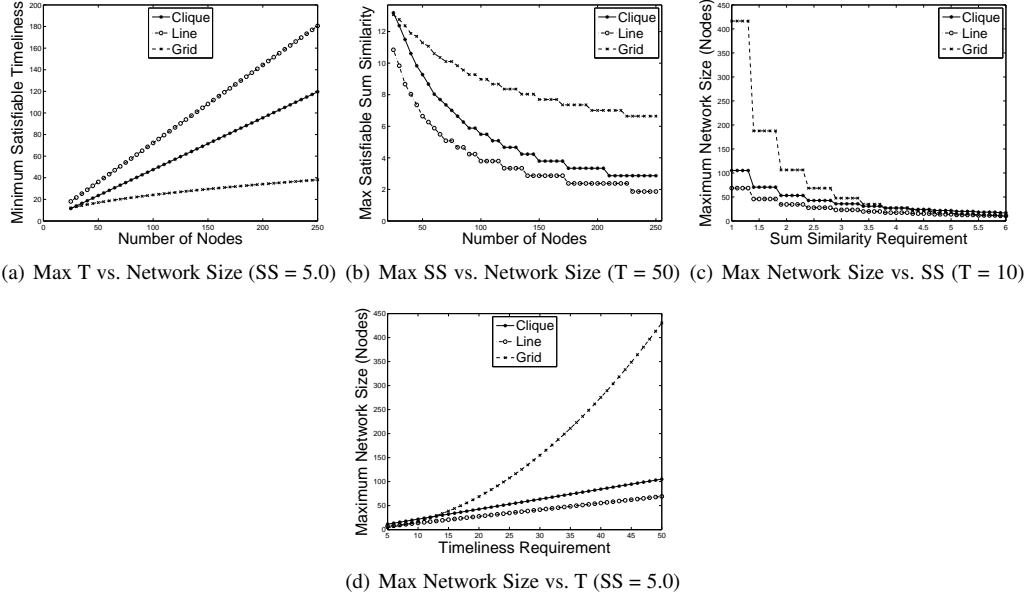 200
180
160
140
120
100
80
60
40
20
0
0 50 100 150 200 250
Minimum Satisfiable Timeliness
Number of Nodes
Clique
Line
Grid
12
10
8
6
4
2
0
50 100 150 200 250
Max Satisfiable Sum Similarity
Number of Nodes
Clique
Line
Grid
450
400
350
300
250
200
150
100
50
0
1 1.5 2 2.5 3 3.5 4 4.5 5 5.5 6
Maximum Network Size (Nodes)
Sum Similarity Requirement
Clique
Line
Grid
(a) Max T vs. Network Size (SS = 5.0) (b) Max SS vs. Network Size (T = 50) (c) Max Network Size vs. SS (T = 10)
450
400
350
300
250
200
150
100
50
0
5 10 15 20 25 30 35 40 45 50
Maximum Network Size (Nodes)
Timeliness Requirement
Clique
Line
Grid
(d) Max Network Size vs. T (SS = 5.0)